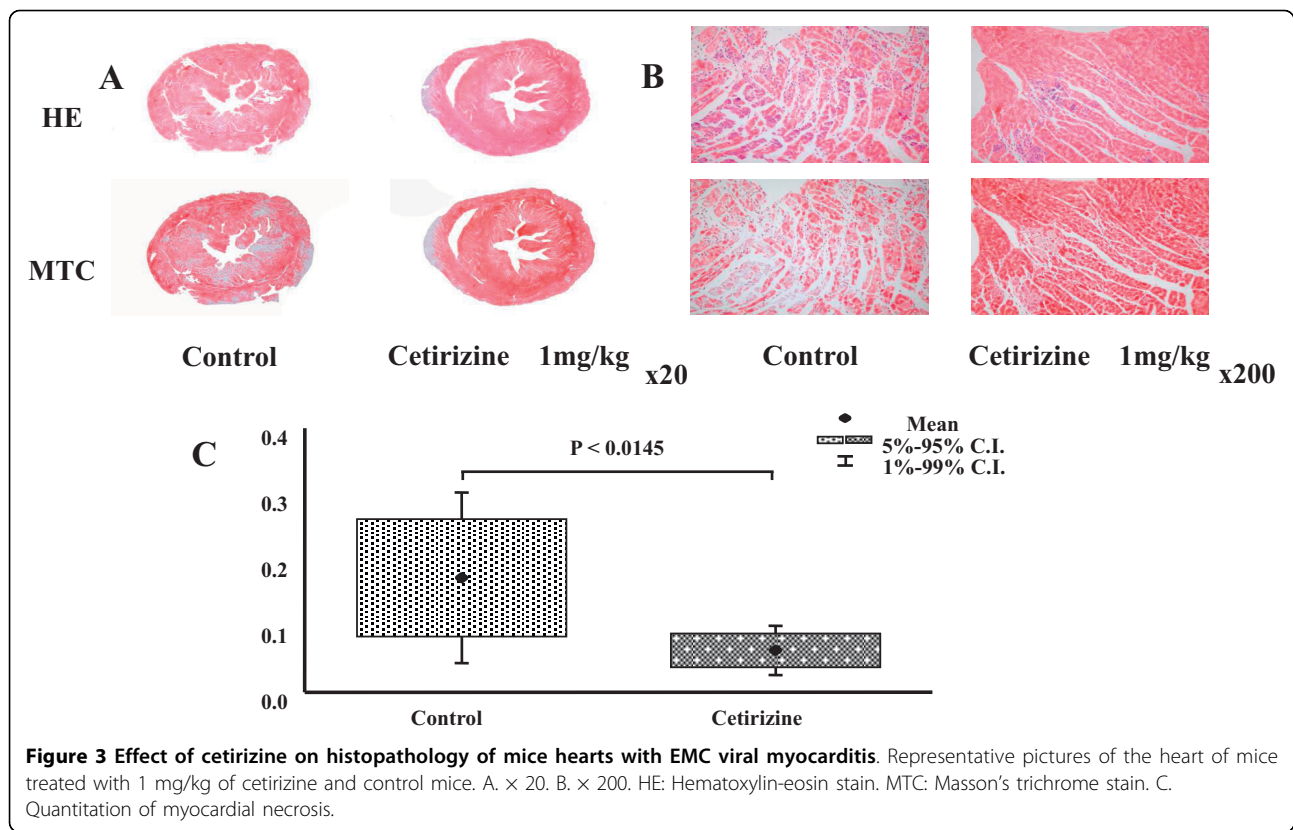 A
B
HE
MTC
Control
Cetirizine 1mg/kg x20
Control
Cetirizine 1mg/kg x200
C
Mean
5%-95% C.I.
1%-99% C.I.
P < 0.0145
0.4
0.3
0.2
0.1
0.0
Control
Cetirizine
Figure 3 Effect of cetirizine on histopathology of mice hearts with EMC viral myocarditis. Representative pictures of the heart of mice
treated with 1 mg/kg of cetirizine and control mice. A. × 20. B. × 200. HE: Hematoxylin-eosin stain. MTC: Masson's trichrome stain. C.
Quantitation of myocardial necrosis.